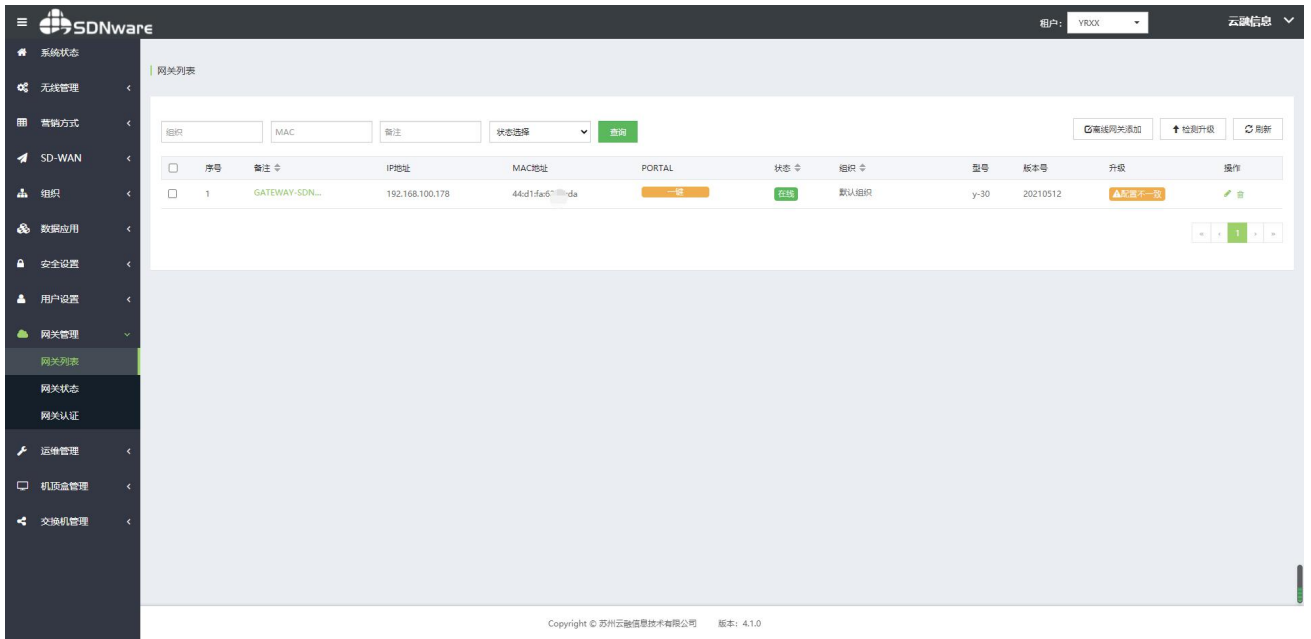 SDNware
租户： YRXX 云融信息
系统状态
无线管理
营销方式
SD-WAN
组织
数据应用
安全设置
用户设置
网关管理
网关列表
网关状态
网关认证
运维管理
机顶盒管理
交换机管理
网关列表
组织 MAC 备注 状态选择 查询 离线网关添加 检测升级 刷新
序号 备注 IP地址 MAC地址 PORTAL 状态 组织 型号 版本号 升级 操作
1 GATEWAY-SDN... 192.168.100.178 44:d1:fa:6 da 一键 在线 默认组织 y-30 20210512 配置不一致
« ‹ 1 › »
Copyright © 苏州云融信息技术有限公司 版本：4.1.0